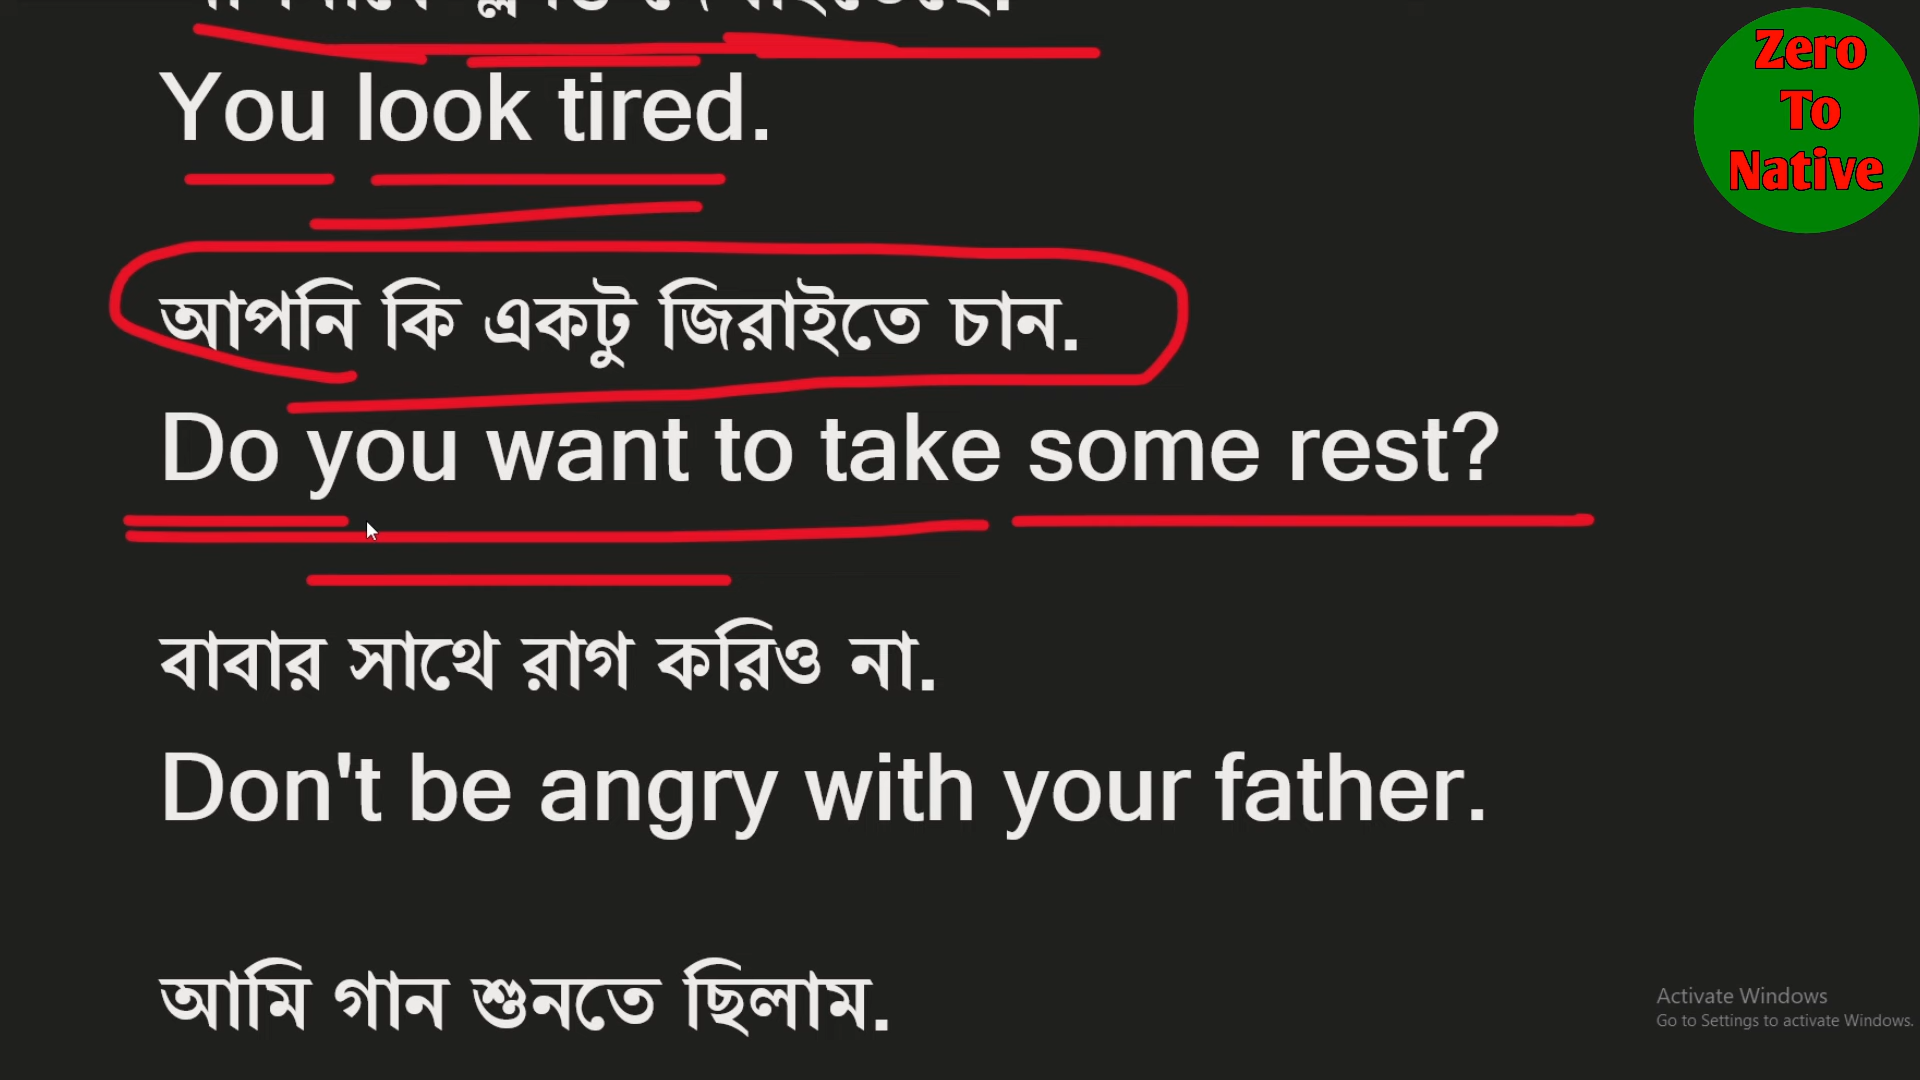 You look tired.
আপনি কি একটু জিরাইতে চান.
Do you want to take some rest?
বাবার সাথে রাগ করিও না.
Don't be angry with your father.
আমি গান শুনতে ছিলাম.
Zero
To
Native
Activate Windows
Go to Settings to activate Windows.